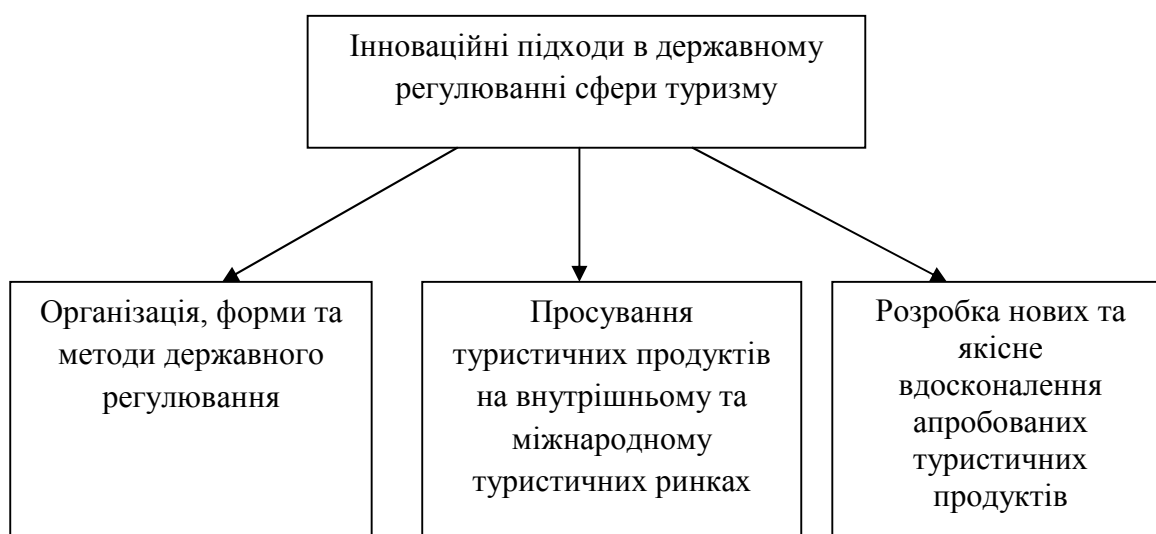 Інноваційні підходи в державному
регулюванні сфери туризму
Організація, форми та
методи державного
регулювання
Просування
туристичних продуктів
на внутрішньому та
міжнародному
туристичних ринках
Розробка нових та
якісне
вдосконалення
апробованих
туристичних
продуктів